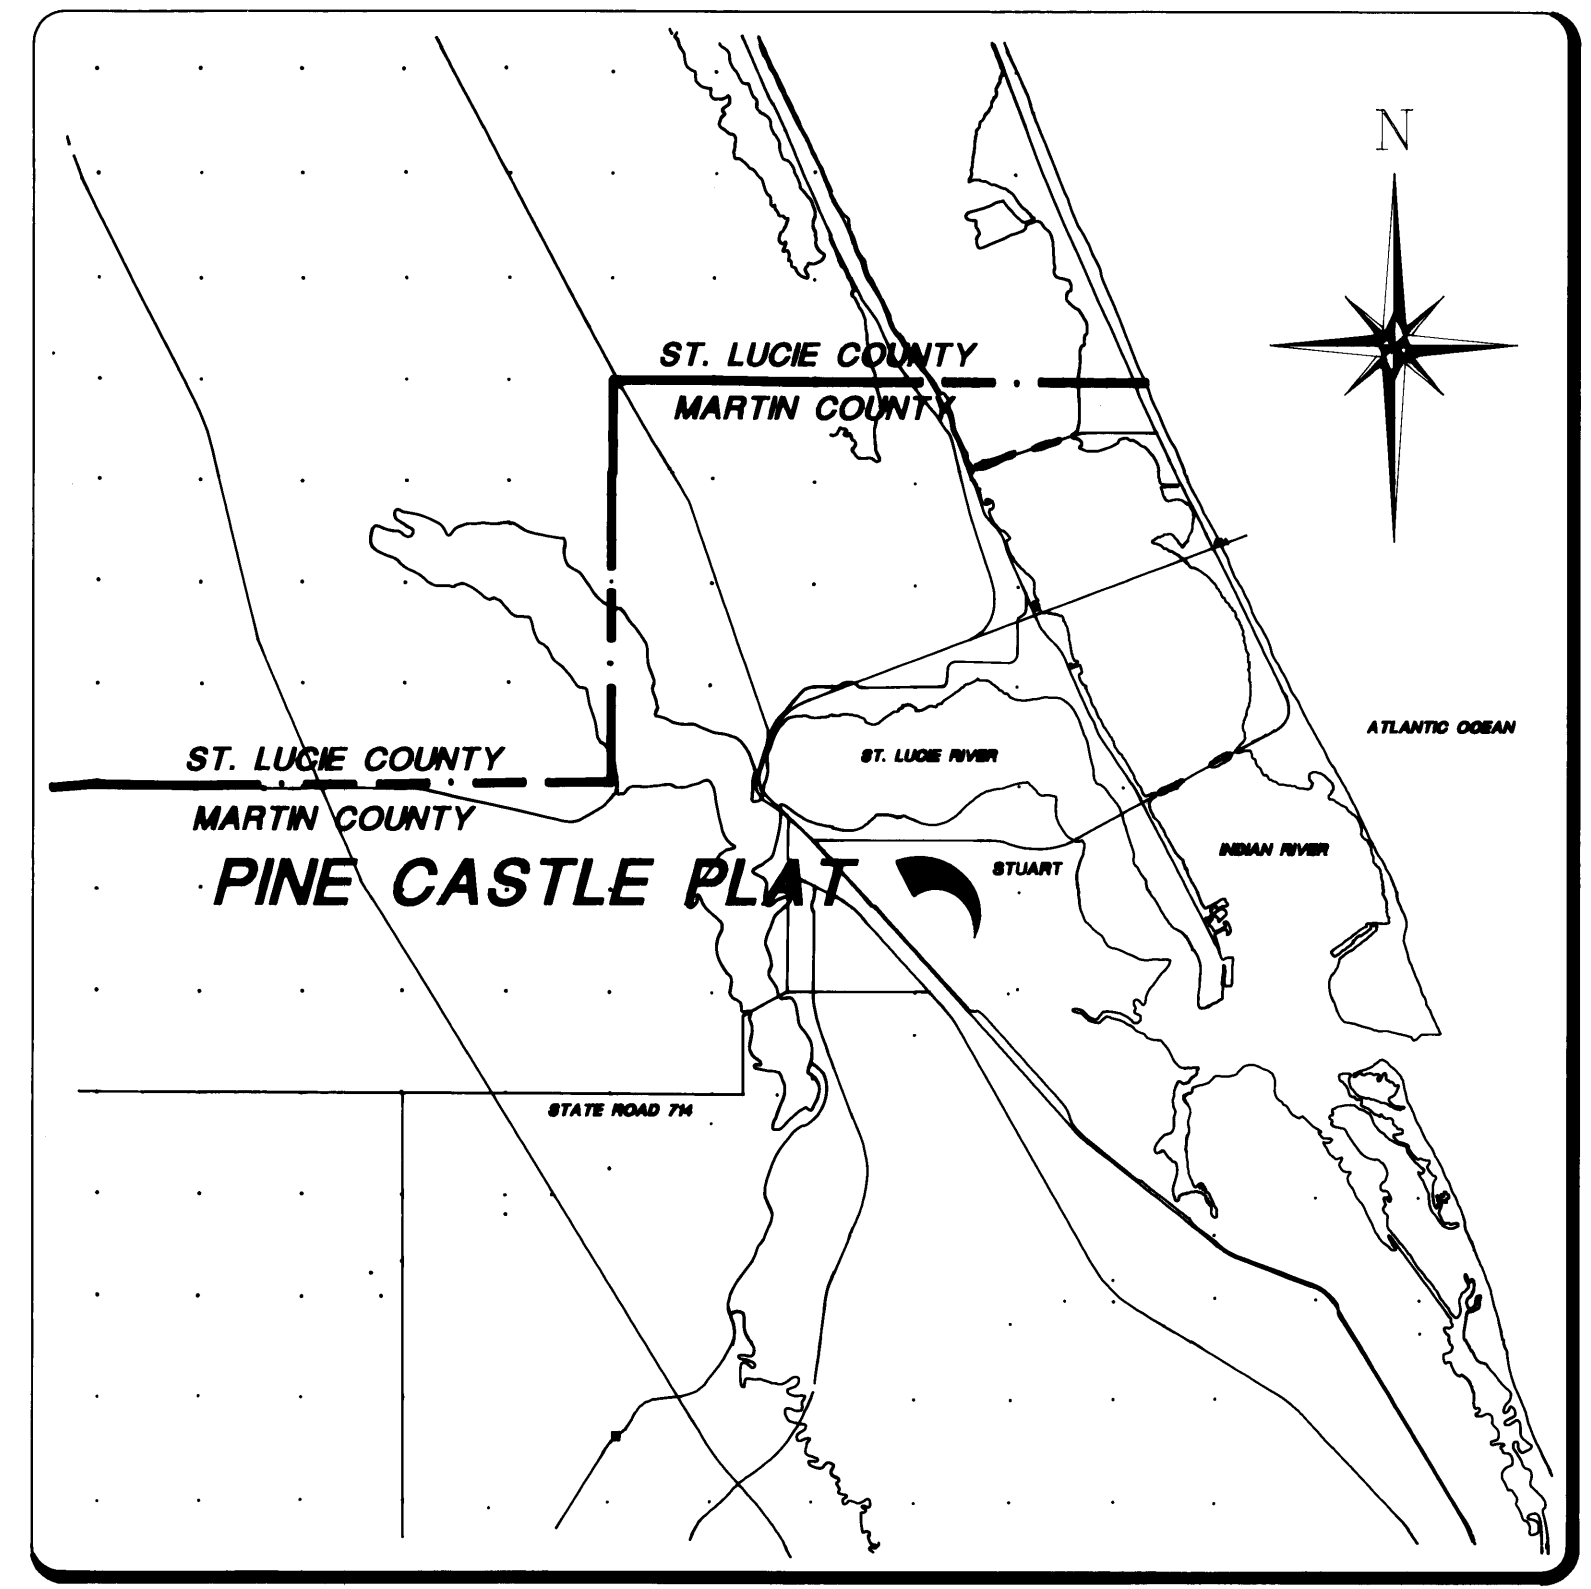 N
ST. LUCIE COUNTY
MARTIN COUNTY
ATLANTIC OCEAN
ST. LUCIE RIVER
ST. LUCIE COUNTY
MARTIN COUNTY
INDIAN RIVER
STUART
PINE CASTLE PLAT
STATE ROAD 714